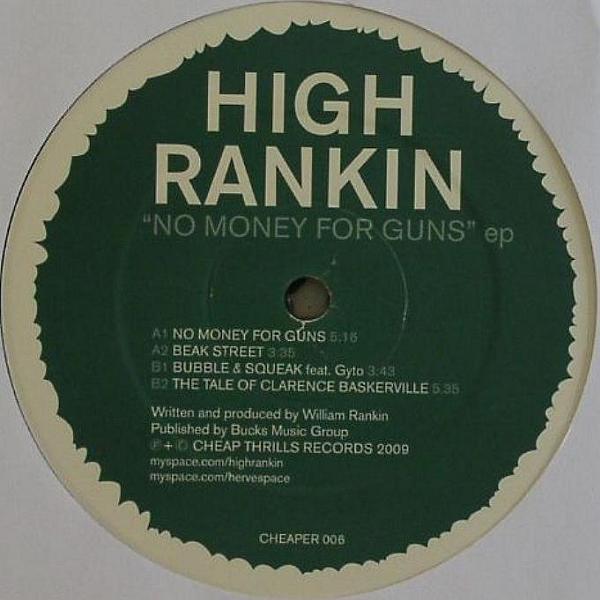 HIGH
RANKIN
"NO MONEY FOR GUNS" ep
A1 NO MONEY FOR GUNS 5:16
A2 BEAK STREET 3:35
B1 BUBBLE & SQUEAK feat. Gyto 3:43
B2 THE TALE OF CLARENCE BASKERVILLE 5.35
Written and produced by William Rankin
Published by Bucks Music Group
℗+© CHEAP THRILLS RECORDS 2009
myspace.com/highrankin
myspace.com/hervespace
CHEAPER 006